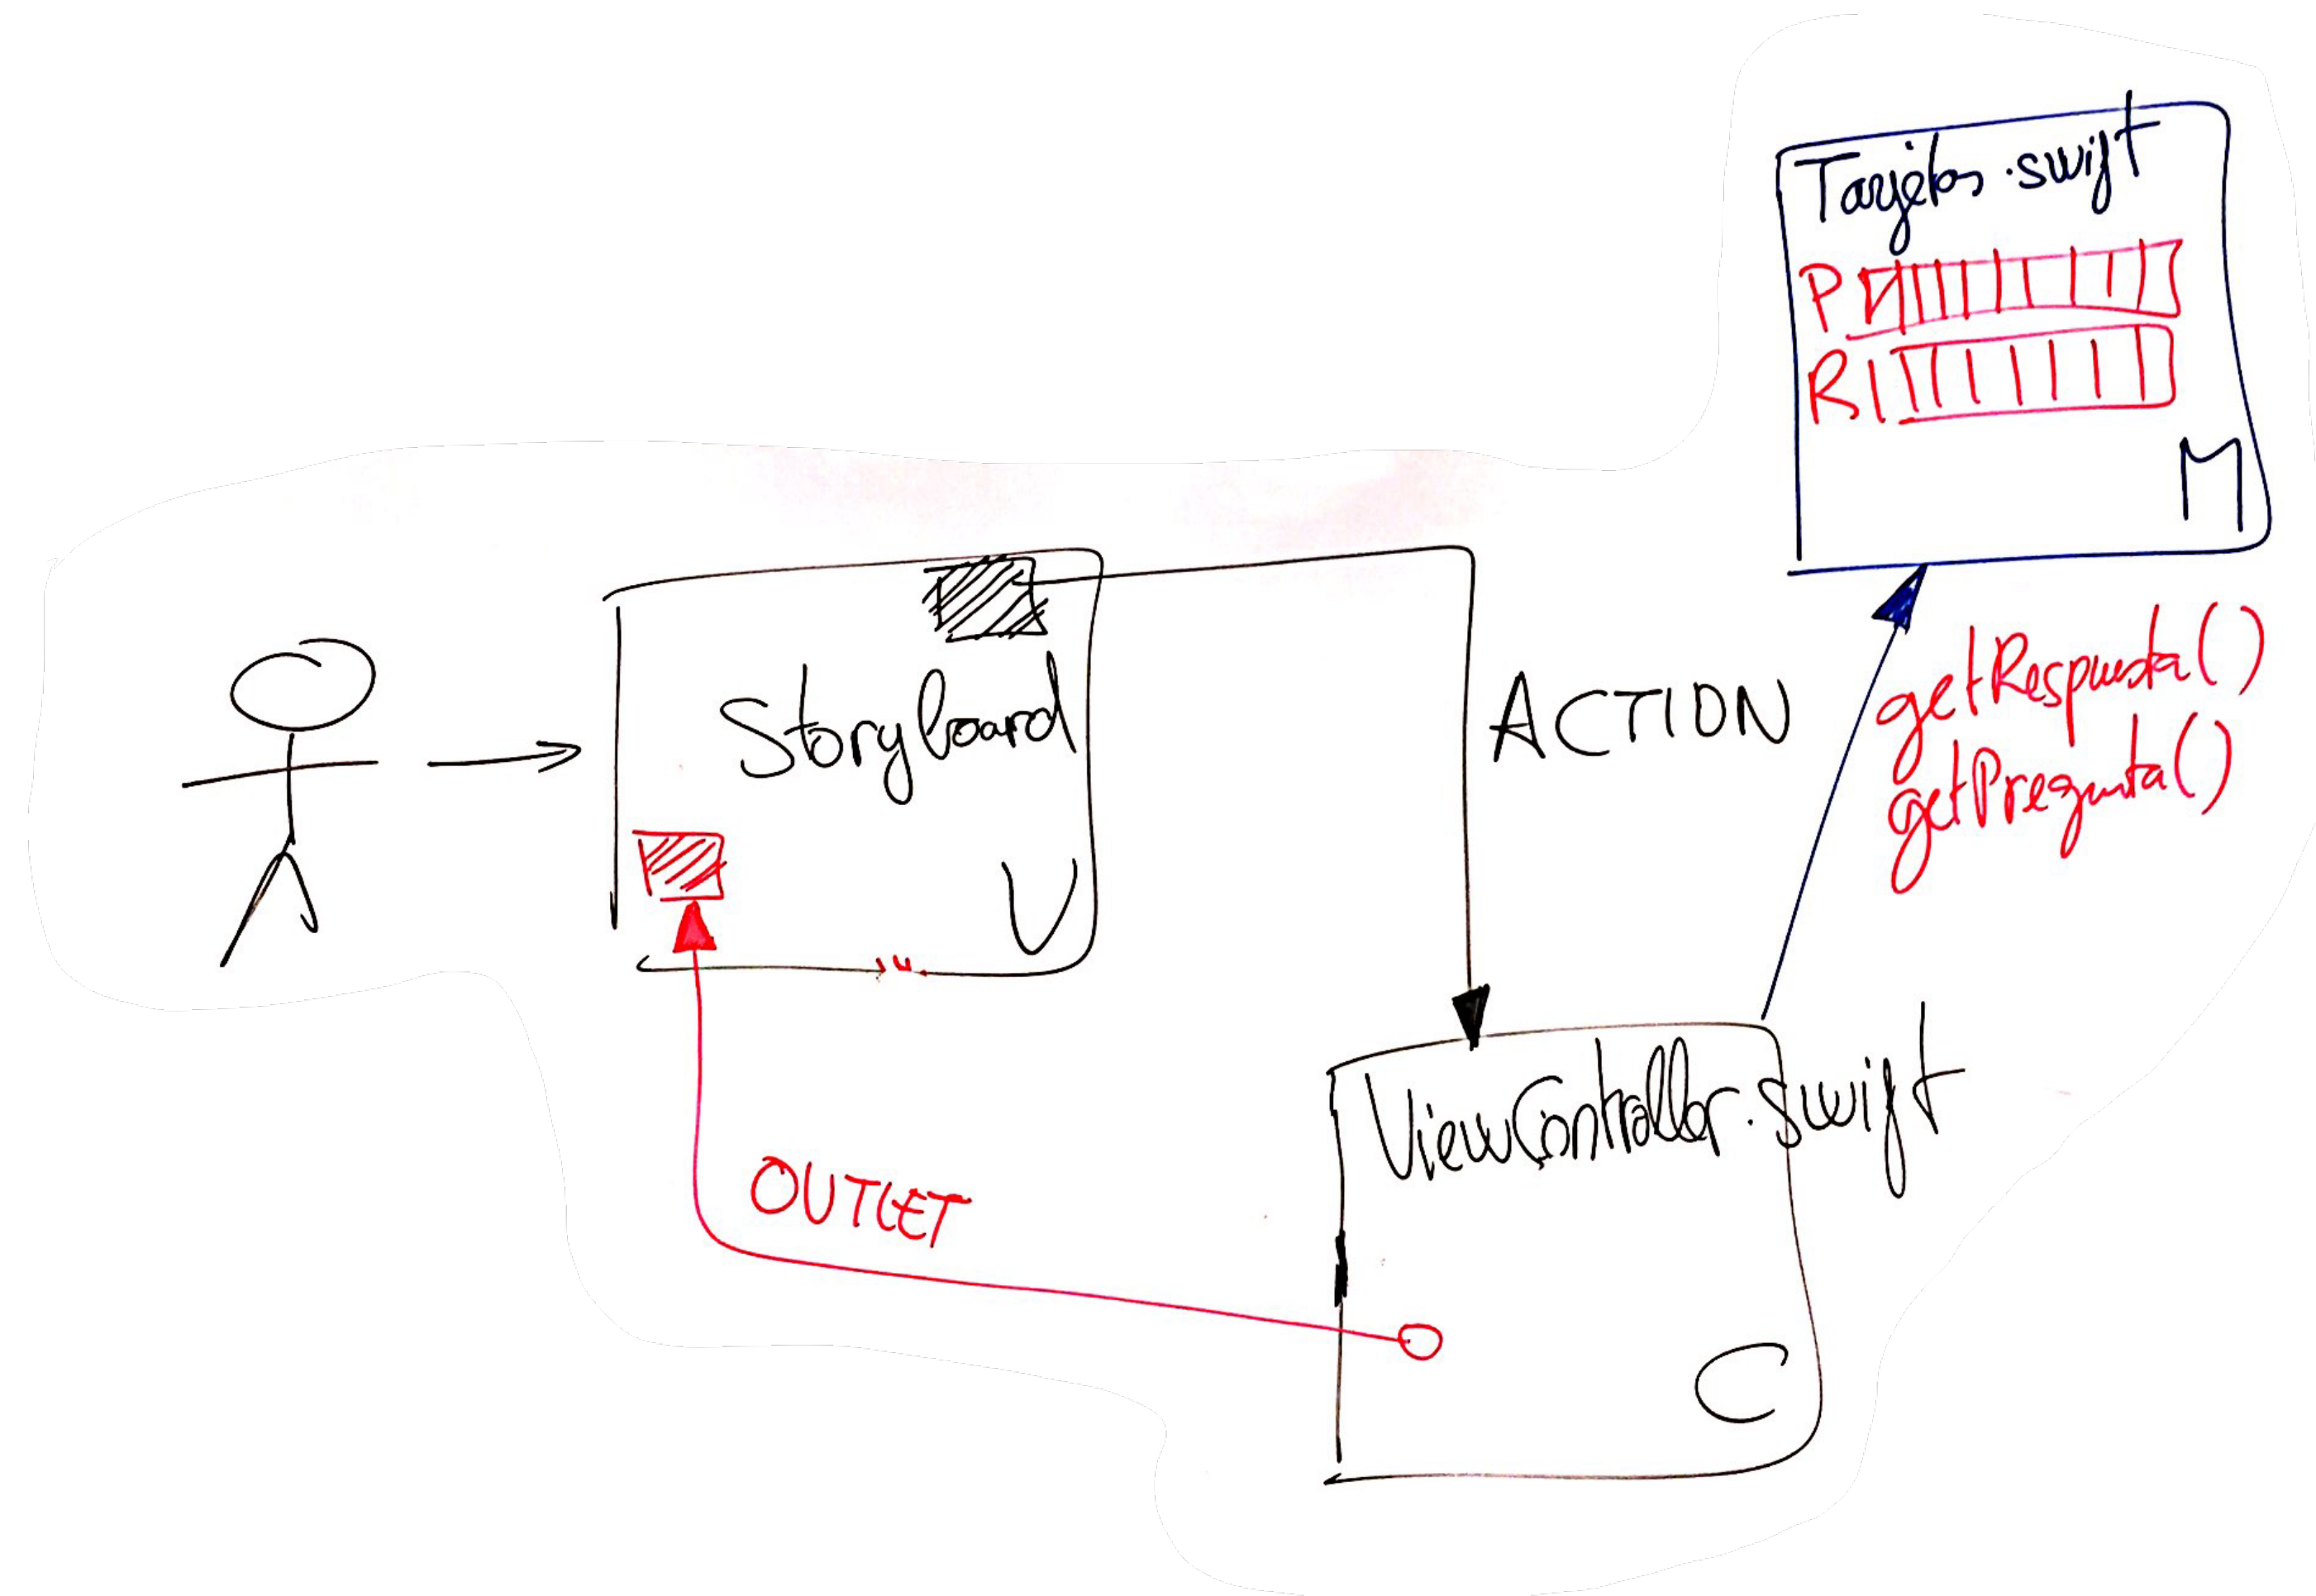 Tarjetas.swift
P
R
M
Storyboard
V
ACTION
getRespuesta()
getPregunta()
ViewController.swift
OUTLET
C